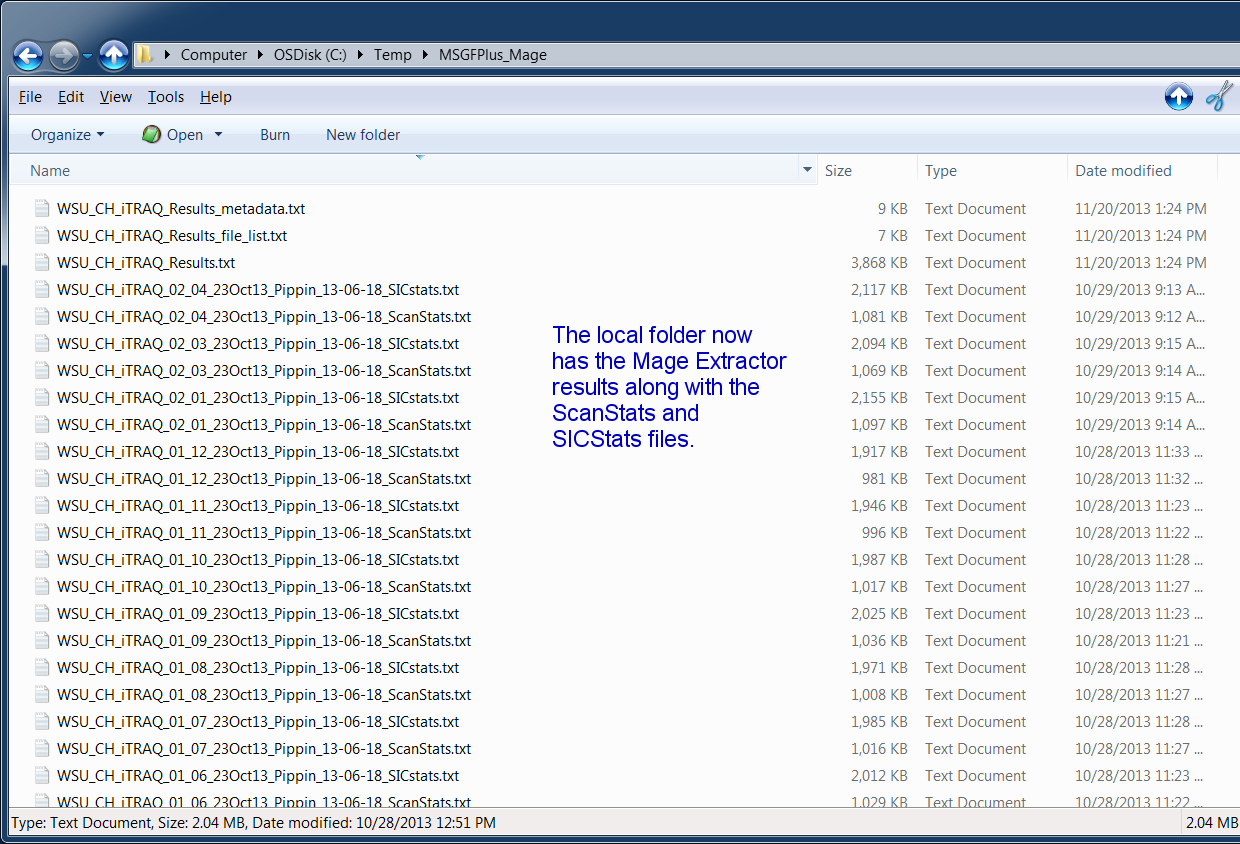 Computer OSDisk (C:) Temp MSGFPlus_Mage
File Edit View Tools Help
Organize Open Burn New folder
Name Size Type Date modified
WSU_CH_iTRAQ_Results_metadata.txt 9 KB Text Document 11/20/2013 1:24 PM
WSU_CH_iTRAQ_Results_file_list.txt 7 KB Text Document 11/20/2013 1:24 PM
WSU_CH_iTRAQ_Results.txt 3,868 KB Text Document 11/20/2013 1:24 PM
WSU_CH_iTRAQ_02_04_23Oct13_Pippin_13-06-18_SICstats.txt 2,117 KB Text Document 10/29/2013 9:13 A...
WSU_CH_iTRAQ_02_04_23Oct13_Pippin_13-06-18_ScanStats.txt 1,081 KB Text Document 10/29/2013 9:12 A...
WSU_CH_iTRAQ_02_03_23Oct13_Pippin_13-06-18_SICstats.txt 2,094 KB Text Document 10/29/2013 9:15 A...
WSU_CH_iTRAQ_02_03_23Oct13_Pippin_13-06-18_ScanStats.txt 1,069 KB Text Document 10/29/2013 9:14 A...
WSU_CH_iTRAQ_02_01_23Oct13_Pippin_13-06-18_SICstats.txt 2,155 KB Text Document 10/29/2013 9:15 A...
WSU_CH_iTRAQ_02_01_23Oct13_Pippin_13-06-18_ScanStats.txt 1,097 KB Text Document 10/29/2013 9:14 A...
WSU_CH_iTRAQ_01_12_23Oct13_Pippin_13-06-18_SICstats.txt 1,917 KB Text Document 10/28/2013 11:33 ...
WSU_CH_iTRAQ_01_12_23Oct13_Pippin_13-06-18_ScanStats.txt 981 KB Text Document 10/28/2013 11:32 ...
WSU_CH_iTRAQ_01_11_23Oct13_Pippin_13-06-18_SICstats.txt 1,946 KB Text Document 10/28/2013 11:23 ...
WSU_CH_iTRAQ_01_11_23Oct13_Pippin_13-06-18_ScanStats.txt 996 KB Text Document 10/28/2013 11:22 ...
WSU_CH_iTRAQ_01_10_23Oct13_Pippin_13-06-18_SICstats.txt 1,987 KB Text Document 10/28/2013 11:28 ...
WSU_CH_iTRAQ_01_10_23Oct13_Pippin_13-06-18_ScanStats.txt 1,017 KB Text Document 10/28/2013 11:27 ...
WSU_CH_iTRAQ_01_09_23Oct13_Pippin_13-06-18_SICstats.txt 2,025 KB Text Document 10/28/2013 11:23 ...
WSU_CH_iTRAQ_01_09_23Oct13_Pippin_13-06-18_ScanStats.txt 1,036 KB Text Document 10/28/2013 11:21 ...
WSU_CH_iTRAQ_01_08_23Oct13_Pippin_13-06-18_SICstats.txt 1,971 KB Text Document 10/28/2013 11:28 ...
WSU_CH_iTRAQ_01_08_23Oct13_Pippin_13-06-18_ScanStats.txt 1,008 KB Text Document 10/28/2013 11:27 ...
WSU_CH_iTRAQ_01_07_23Oct13_Pippin_13-06-18_SICstats.txt 1,985 KB Text Document 10/28/2013 11:28 ...
WSU_CH_iTRAQ_01_07_23Oct13_Pippin_13-06-18_ScanStats.txt 1,016 KB Text Document 10/28/2013 11:27 ...
WSU_CH_iTRAQ_01_06_23Oct13_Pippin_13-06-18_SICstats.txt 2,012 KB Text Document 10/28/2013 11:23 ...
WSU_CH_iTRAQ_01_06_23Oct13_Pippin_13-06-18_ScanStats.txt 1,029 KB Text Document 10/28/2013 11:22 ...
The local folder now
has the Mage Extractor
results along with the
ScanStats and
SICStats files.
Type: Text Document, Size: 2.04 MB, Date modified: 10/28/2013 12:51 PM 2.04 MB